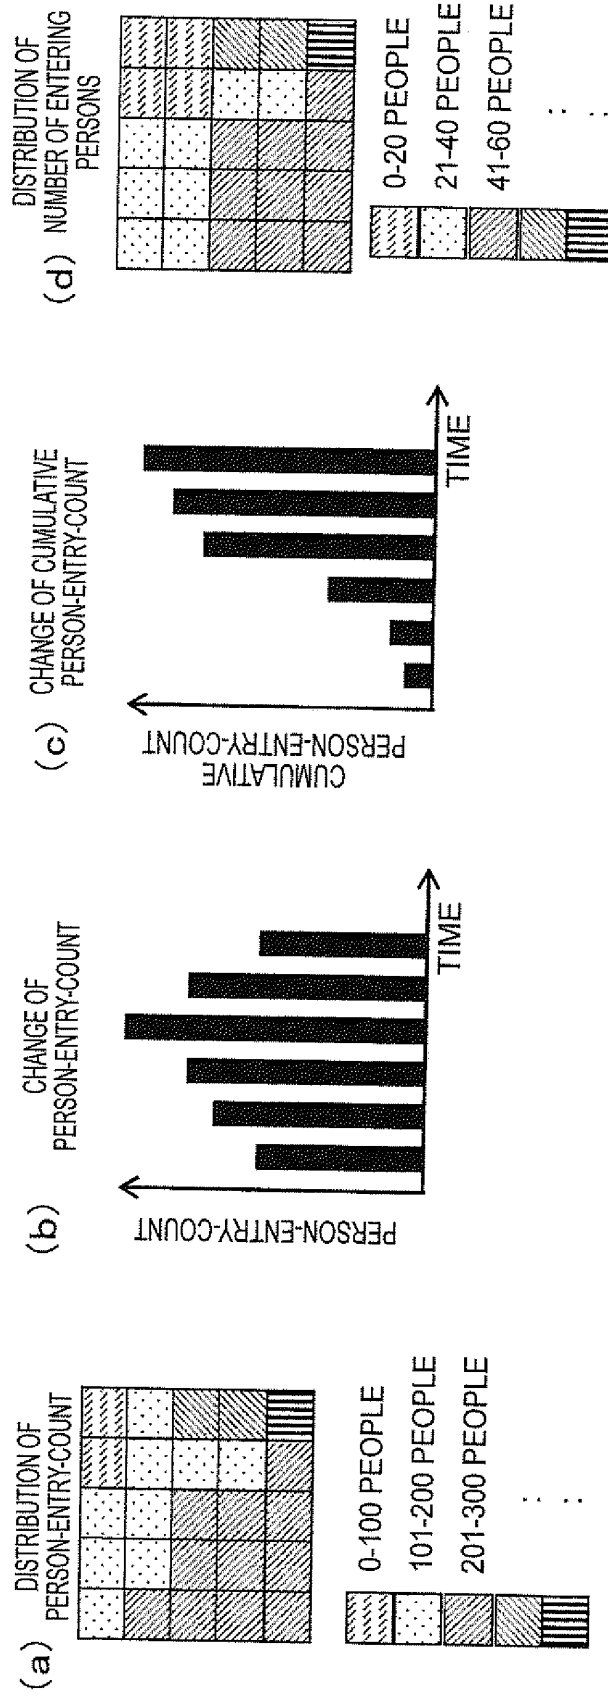 (a)
DISTRIBUTION OF
PERSON-ENTRY-COUNT
0-100 PEOPLE
101-200 PEOPLE
201-300 PEOPLE
(b)
CHANGE OF
PERSON-ENTRY-COUNT
PERSON-ENTRY-COUNT
TIME
(c)
CHANGE OF CUMULATIVE
PERSON-ENTRY-COUNT
CUMULATIVE
PERSON-ENTRY-COUNT
TIME
(d)
DISTRIBUTION OF
NUMBER OF ENTERING
PERSONS
0-20 PEOPLE
21-40 PEOPLE
41-60 PEOPLE